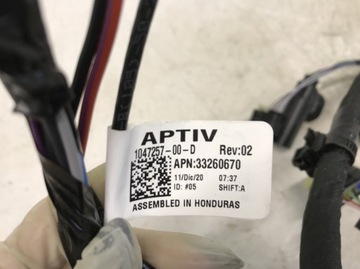 APTIV
1047257-00-D Rev:02
APN:33260670
11/Dic/20 07:37
ID: #05 SHIFT:A
ASSEMBLED IN HONDURAS